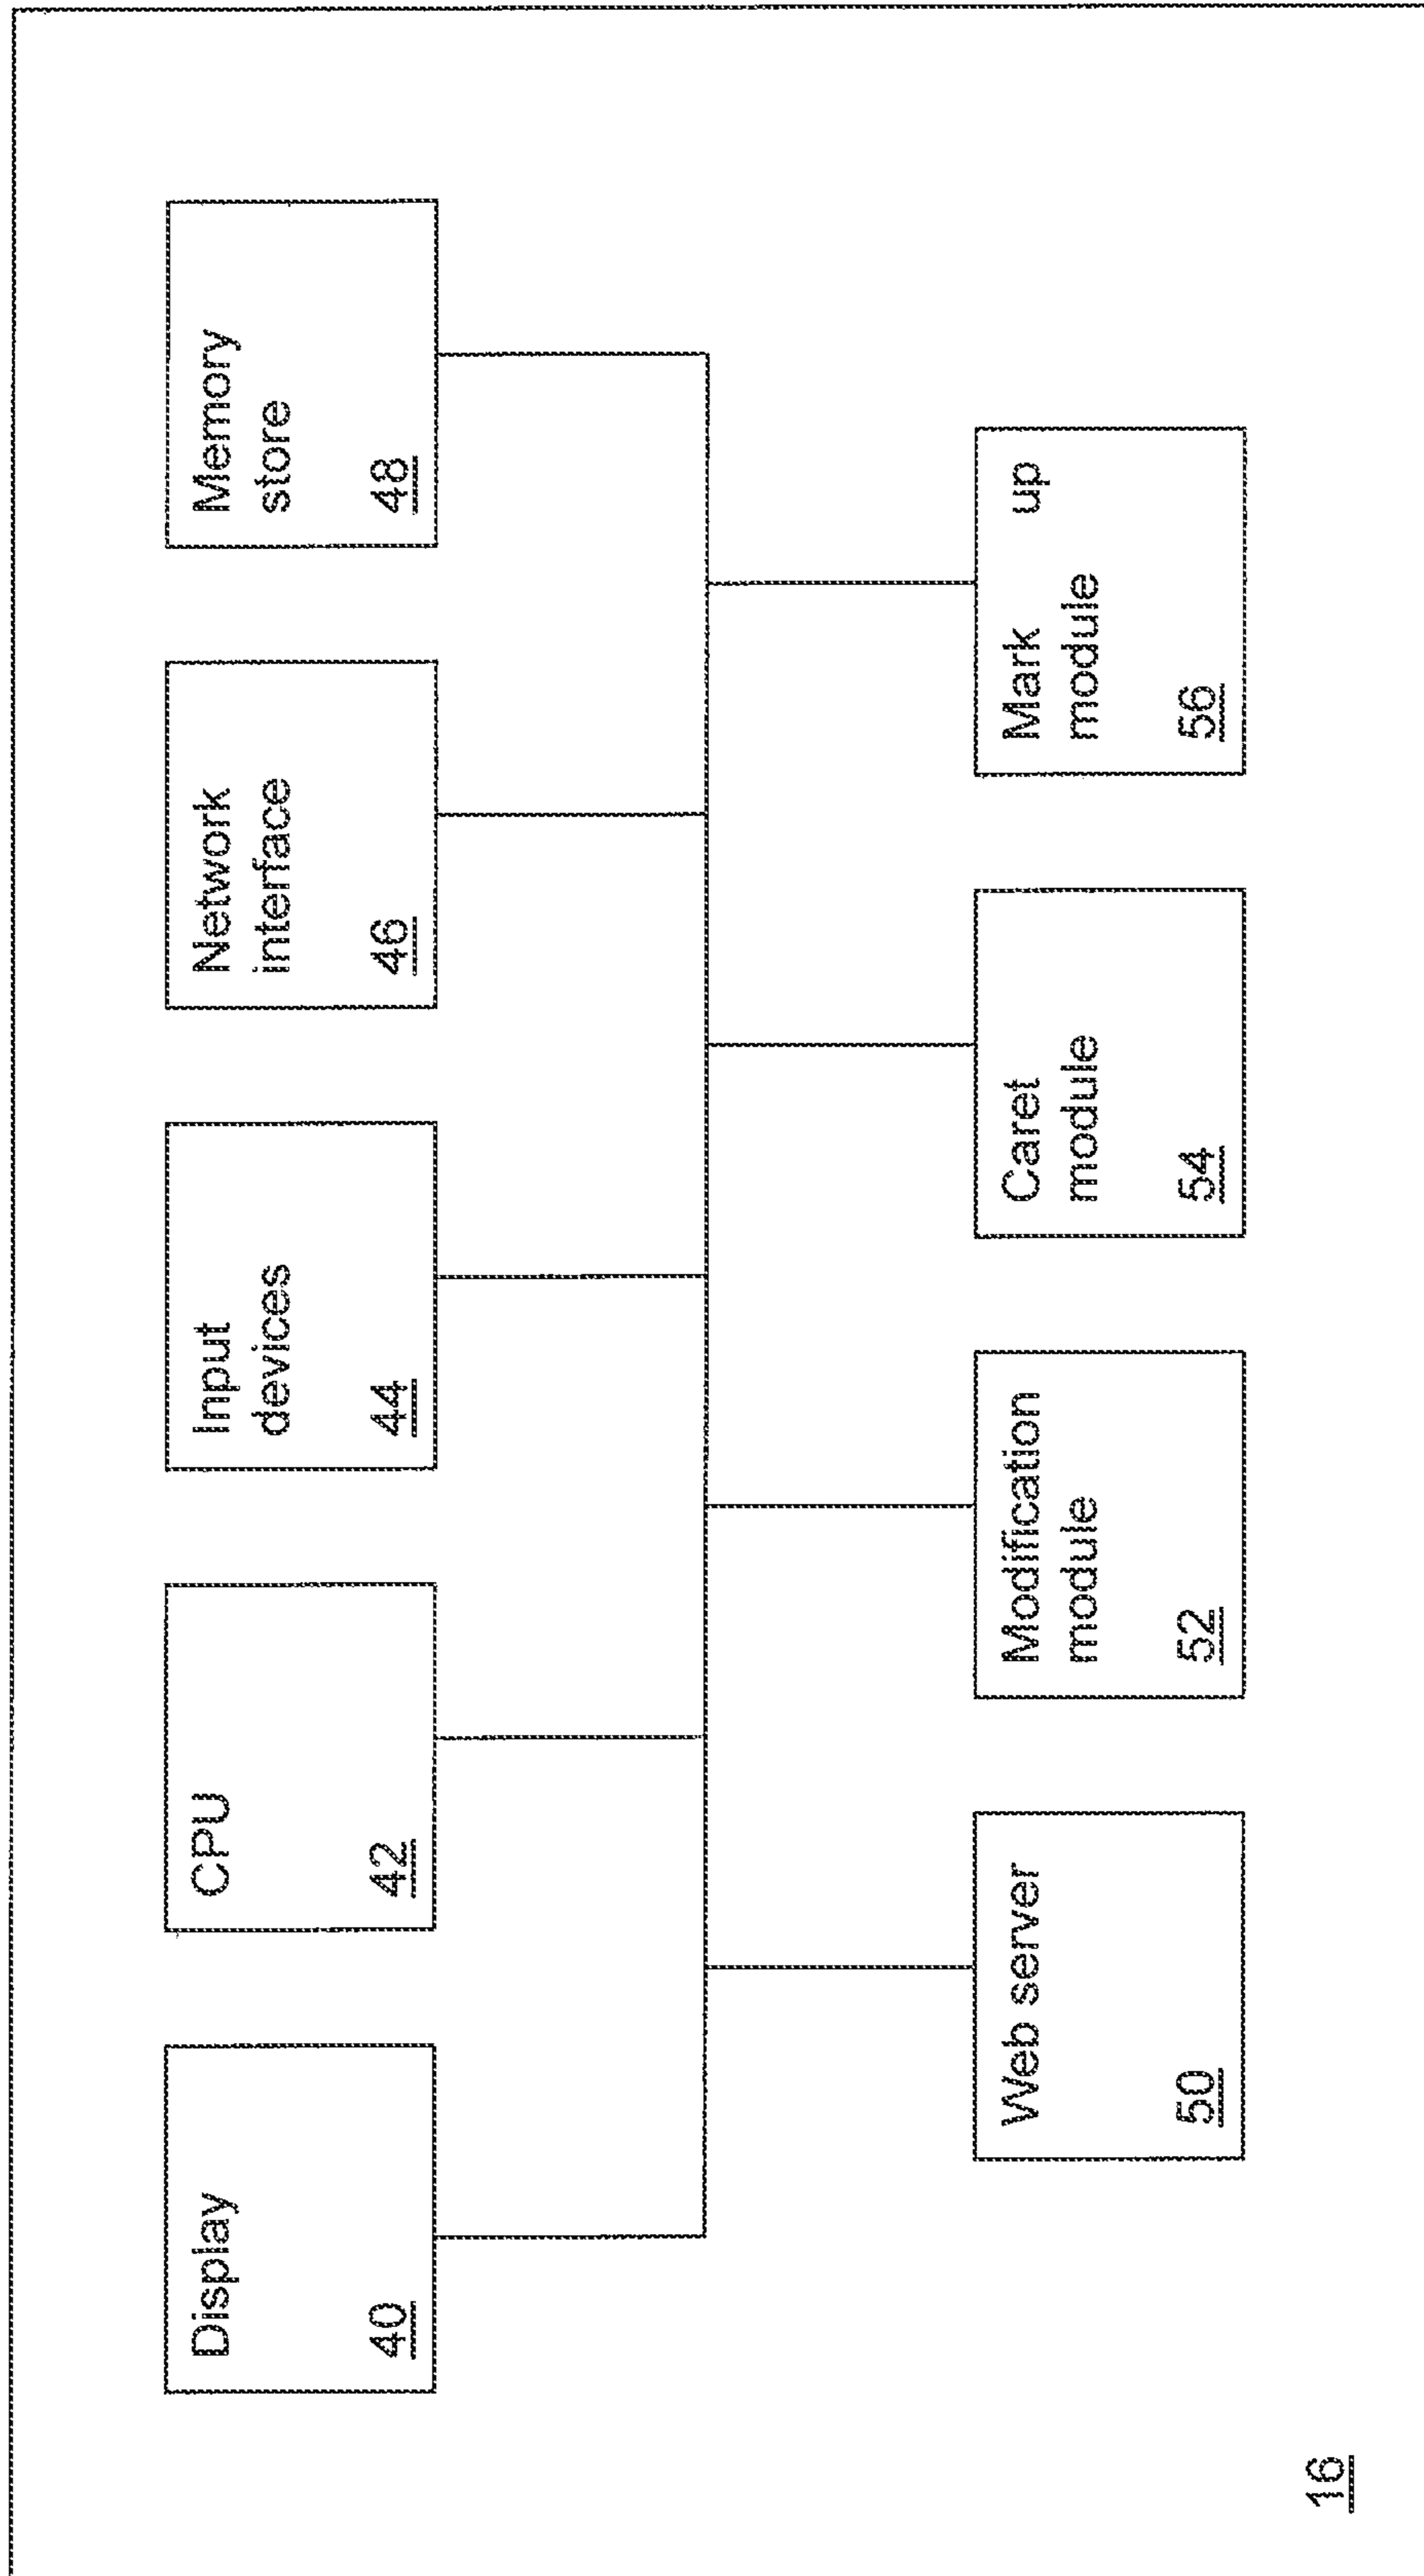 Display
40
CPU
42
Input
devices
44
Network
interface
46
Memory
store
48
Web server
50
Modification
module
52
Caret
module
54
Mark up
module
56
16